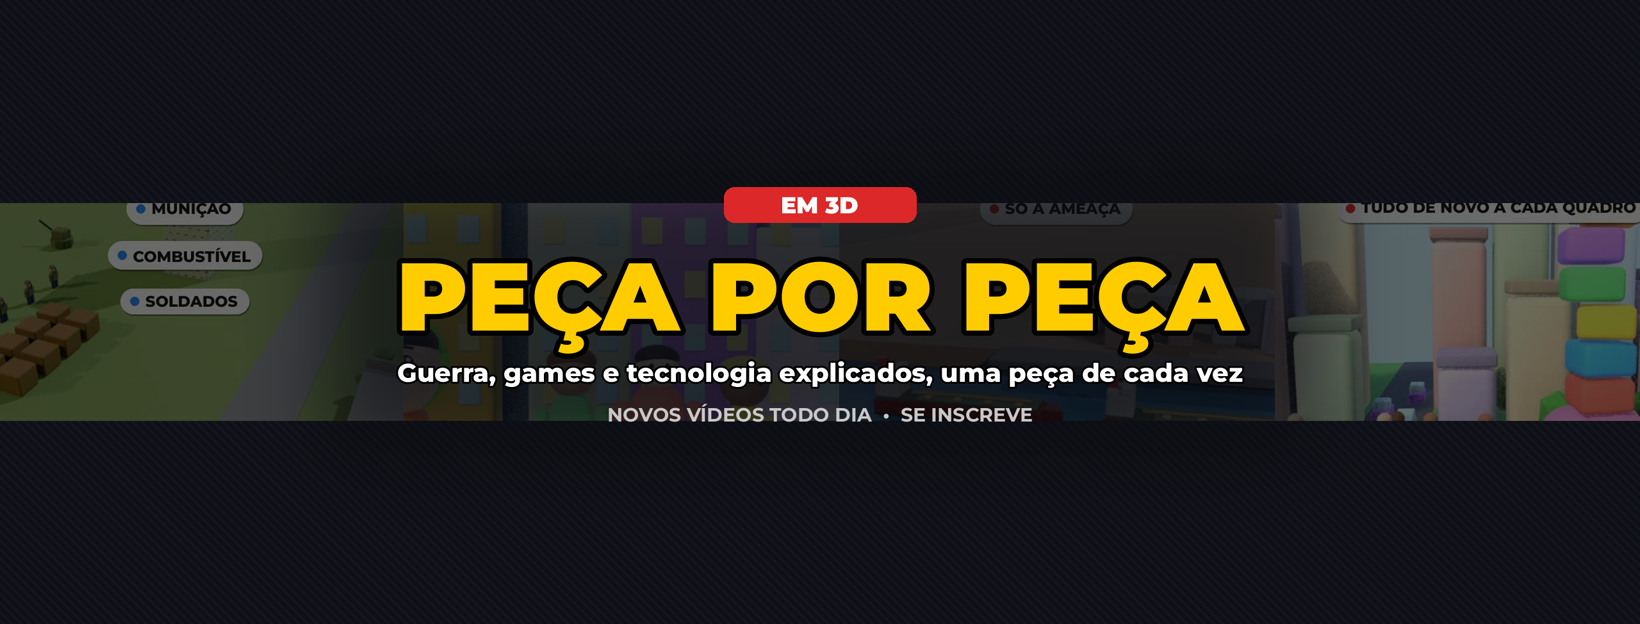 EM 3D
MUNIÇÃO
SÓ A AMEAÇA
TUDO DE NOVO A CADA QUADRO
COMBUSTÍVEL
SOLDADOS
PEÇA POR PEÇA
Guerra, games e tecnologia explicados, uma peça de cada vez
NOVOS VÍDEOS TODO DIA • SE INSCREVE